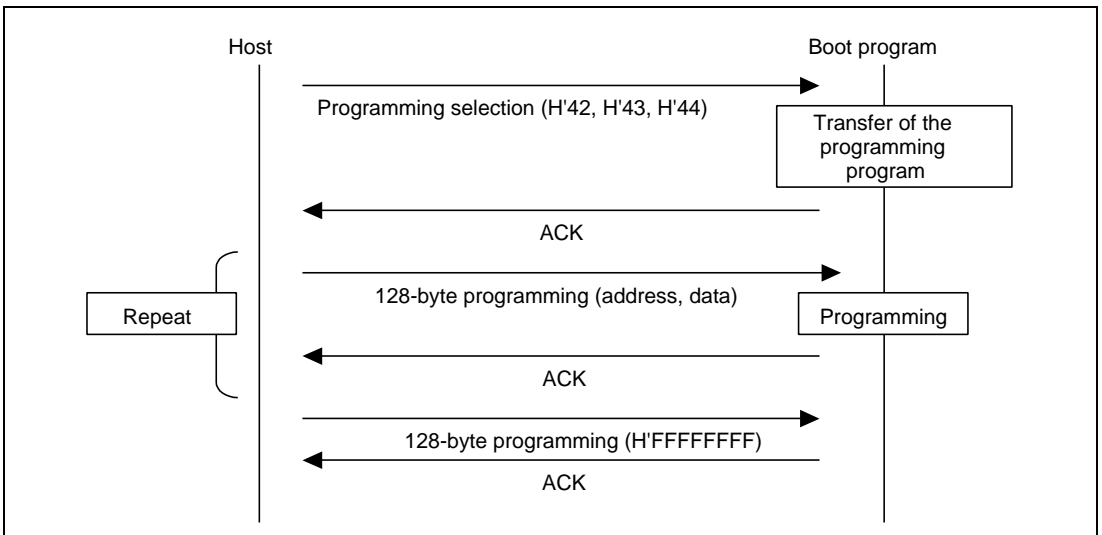 Host
Boot program
Programming selection (H'42, H'43, H'44)
Transfer of the
programming
program
ACK
128-byte programming (address, data)
Repeat
Programming
ACK
128-byte programming (H'FFFFFFFF)
ACK